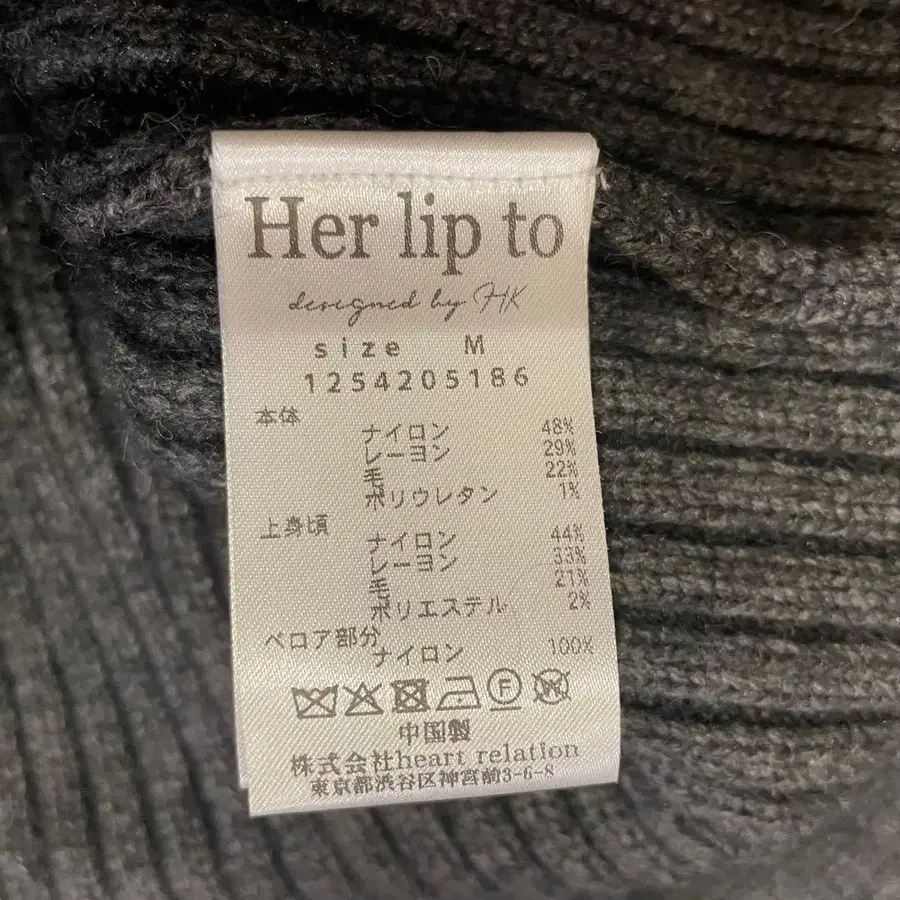 Her lip to
designed by HK
size M
1254205186
本体
ナイロン 48%
レーヨン 29%
毛 22%
ポリウレタン 1%
上身頃
ナイロン 44%
レーヨン 33%
毛 21%
ポリエステル 2%
ベロア部分
ナイロン 100%
F W
中国製
株式会社heart relation
東京都渋谷区神宮前3-6-8